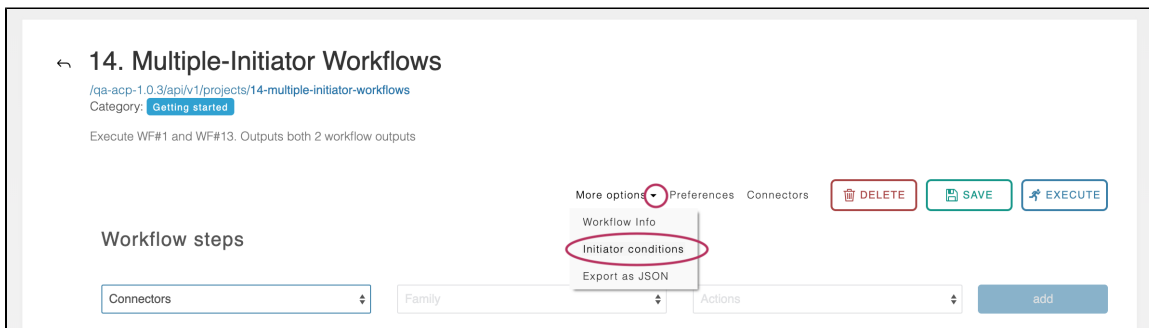 14. Multiple-Initiator Workflows
/qa-acp-1.0.3/api/v1/projects/14-multiple-initiator-workflows
Category: Getting started
Execute WF#1 and WF#13. Outputs both 2 workflow outputs
More options Preferences Connectors DELETE SAVE EXECUTE
Workflow Info
Workflow steps
Initiator conditions
Export as JSON
Connectors Family Actions add